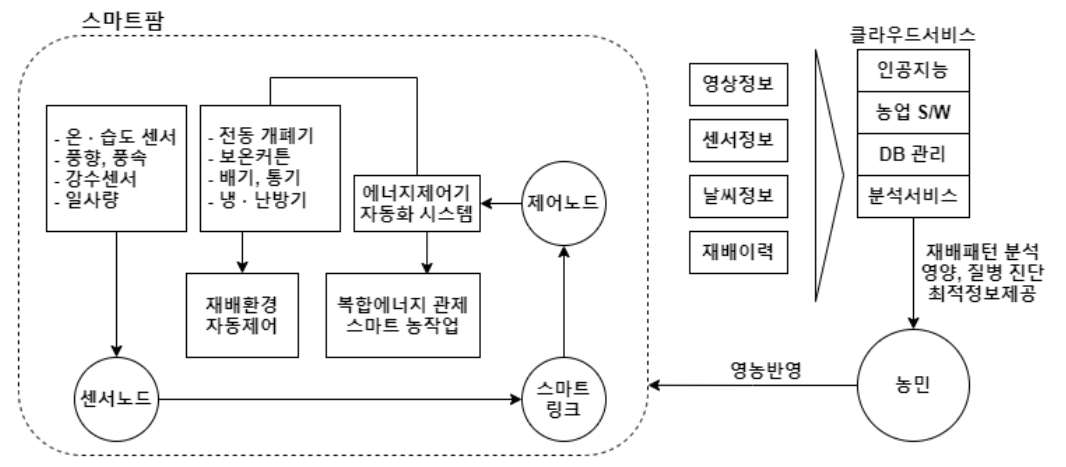 스마트팜
- 온 · 습도 센서
- 풍향, 풍속
- 강수센서
- 일사량
- 전동 개폐기
- 보온커튼
- 배기, 통기
- 냉 · 난방기
에너지제어기
자동화 시스템
제어노드
재배환경
자동제어
복합에너지 관제
스마트 농작업
센서노드
스마트
링크
영상정보
센서정보
날씨정보
재배이력
클라우드서비스
인공지능
농업 S/W
DB 관리
분석서비스
재배패턴 분석
영양, 질병 진단
최적정보제공
영농반영
농민